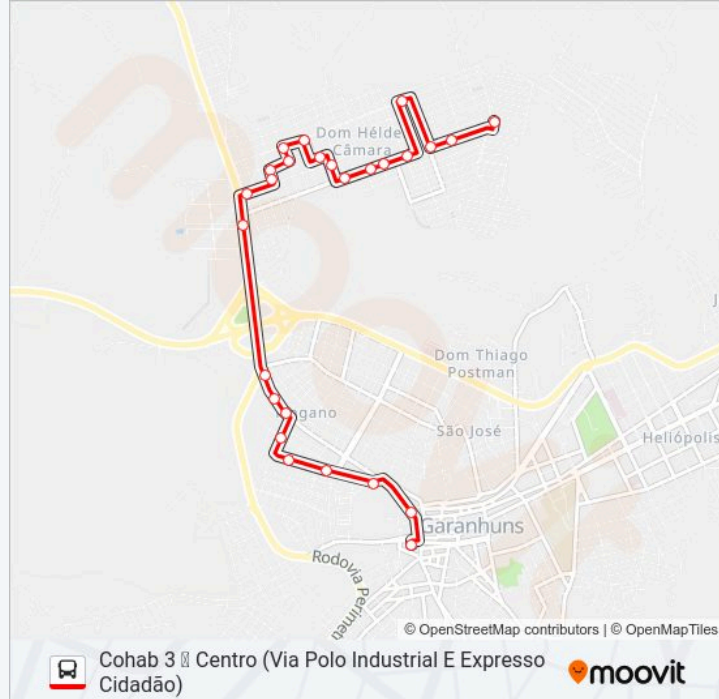 Dom Hélde
Câmara
Dom Thiago
Postman
J
São José
Heliópolis
Garanhuns
Rodovia Perimet
© OpenStreetMap contributors | © OpenMapTiles
Cohab 3 Centro (Via Polo Industrial E Expresso
Cidadão)
moovit